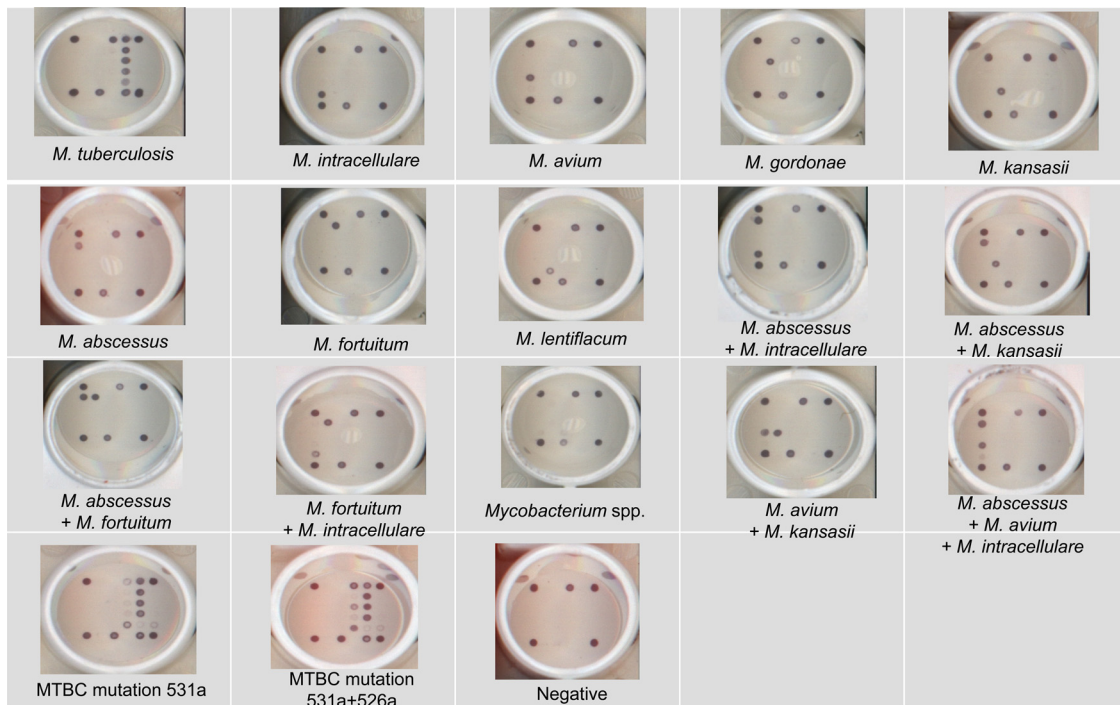 M. tuberculosis
M. intracellulare
M. avium
M. gordonae
M. kansasii
M. abscessus
M. fortuitum
M. lentiflacum
M. abscessus
+ M. intracellulare
M. abscessus
+ M. kansasii
M. abscessus
+ M. fortuitum
M. fortuitum
+ M. intracellulare
Mycobacterium spp.
M. avium
+ M. kansasii
M. abscessus
+ M. avium
+ M. intracellulare
MTBC mutation 531a
MTBC mutation
531a+526a
Negative